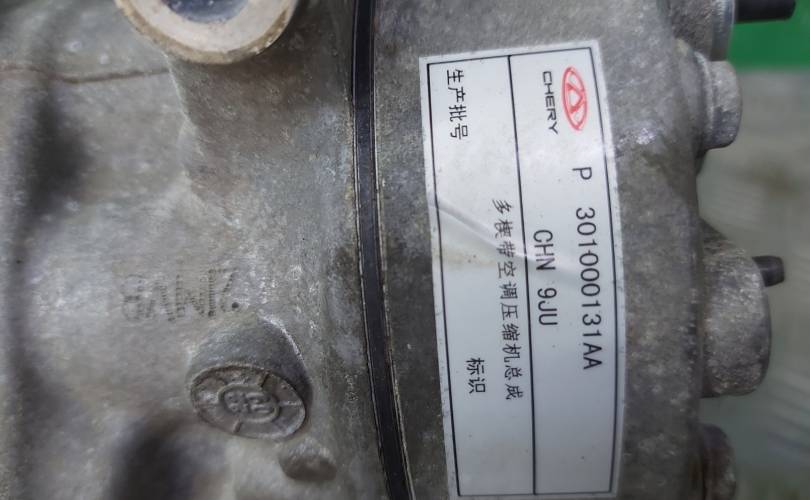 CHERY
P 301000131AA
CHN 9JU
多楔带空调压缩机总成
生产批号
标识